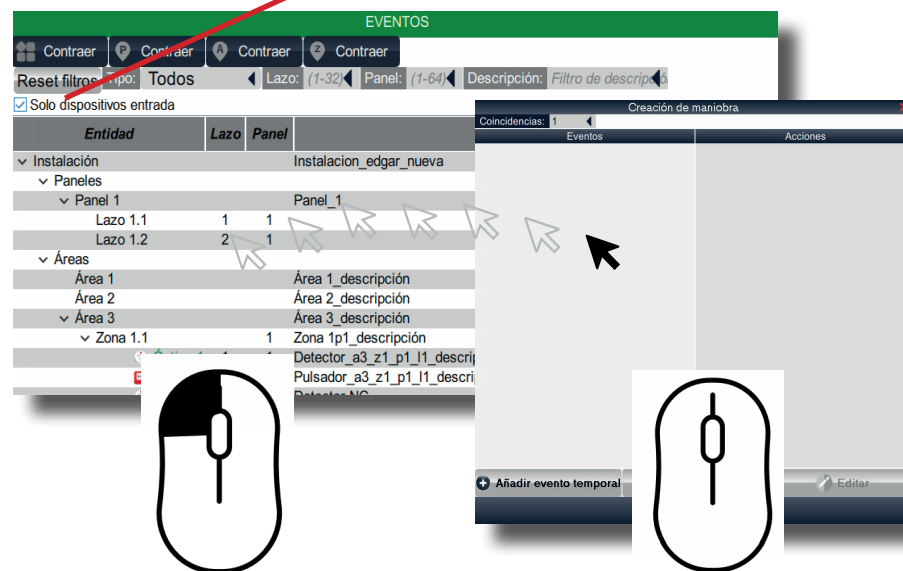 EVENTOS
Contraer P Contraer A Contraer Z Contraer
Reset filtros Tipo: Todos Lazo: (1-32) Panel: (1-64) Descripción: Filtro de descripció
Solo dispositivos entrada
Entidad Lazo Panel
Instalación Instalacion_edgar_nueva
Paneles
Panel 1 Panel_1
Lazo 1.1 1 1
Lazo 1.2 2 1
Áreas
Área 1 Área 1_descripción
Área 2 Área 2_descripción
Área 3 Área 3_descripción
Zona 1.1 1 Zona 1p1_descripción
Detector_a3_z1_p1_l1_descrip
Pulsador_a3_z1_p1_l1_descri
Creación de maniobra
Coincidencias: 1
Eventos Acciones
Añadir evento temporal Editar